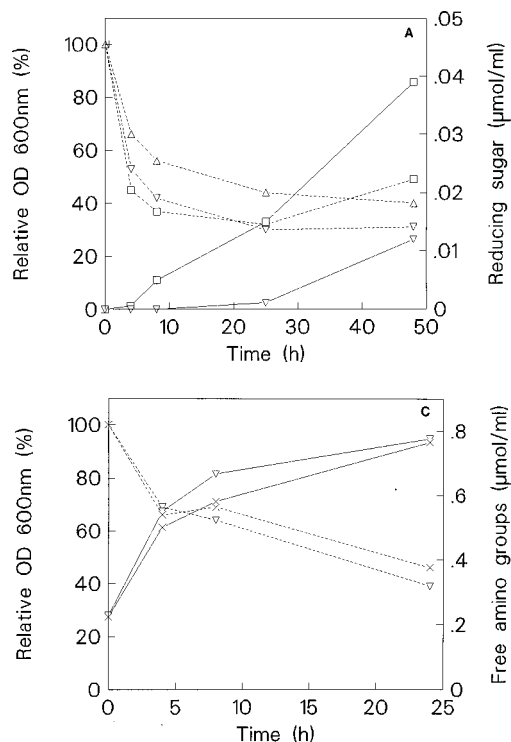 A
Relative OD 600nm (%)
100
80
60
40
20
0
.05
.04
.03
.02
.01
0
Reducing sugar (μmol/ml)
0 10 20 30 40 50
Time (h)
C
Relative OD 600nm (%)
100
80
60
40
20
0
.8
.6
.4
.2
0
Free amino groups (μmol/ml)
0 5 10 15 20 25
Time (h)